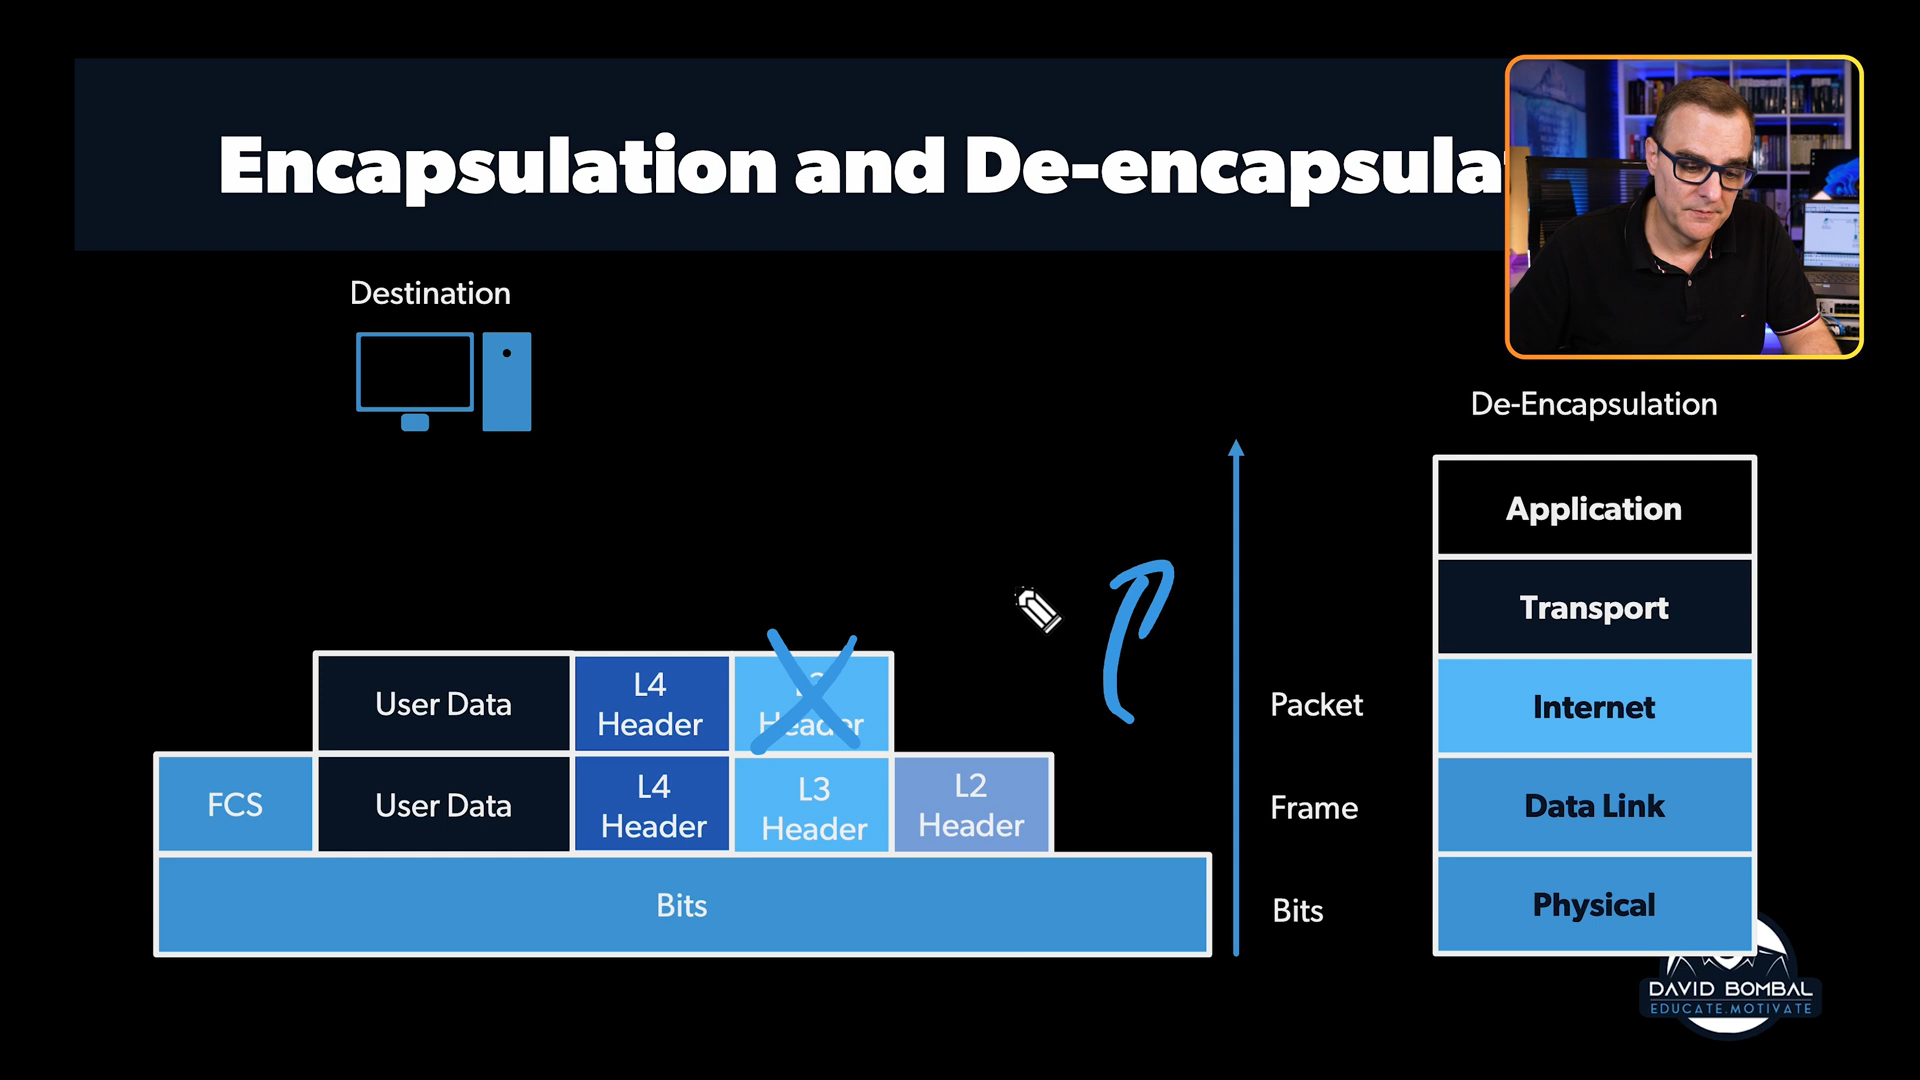 Encapsulation and De-encapsula
Destination
De-Encapsulation
Application
Transport
User Data
L4
Header
Header
Packet
Internet
FCS
User Data
L4
Header
L3
Header
L2
Header
Frame
Data Link
Bits
Bits
Physical
DAVID BOMBAL
EDUCATE.MOTIVATE